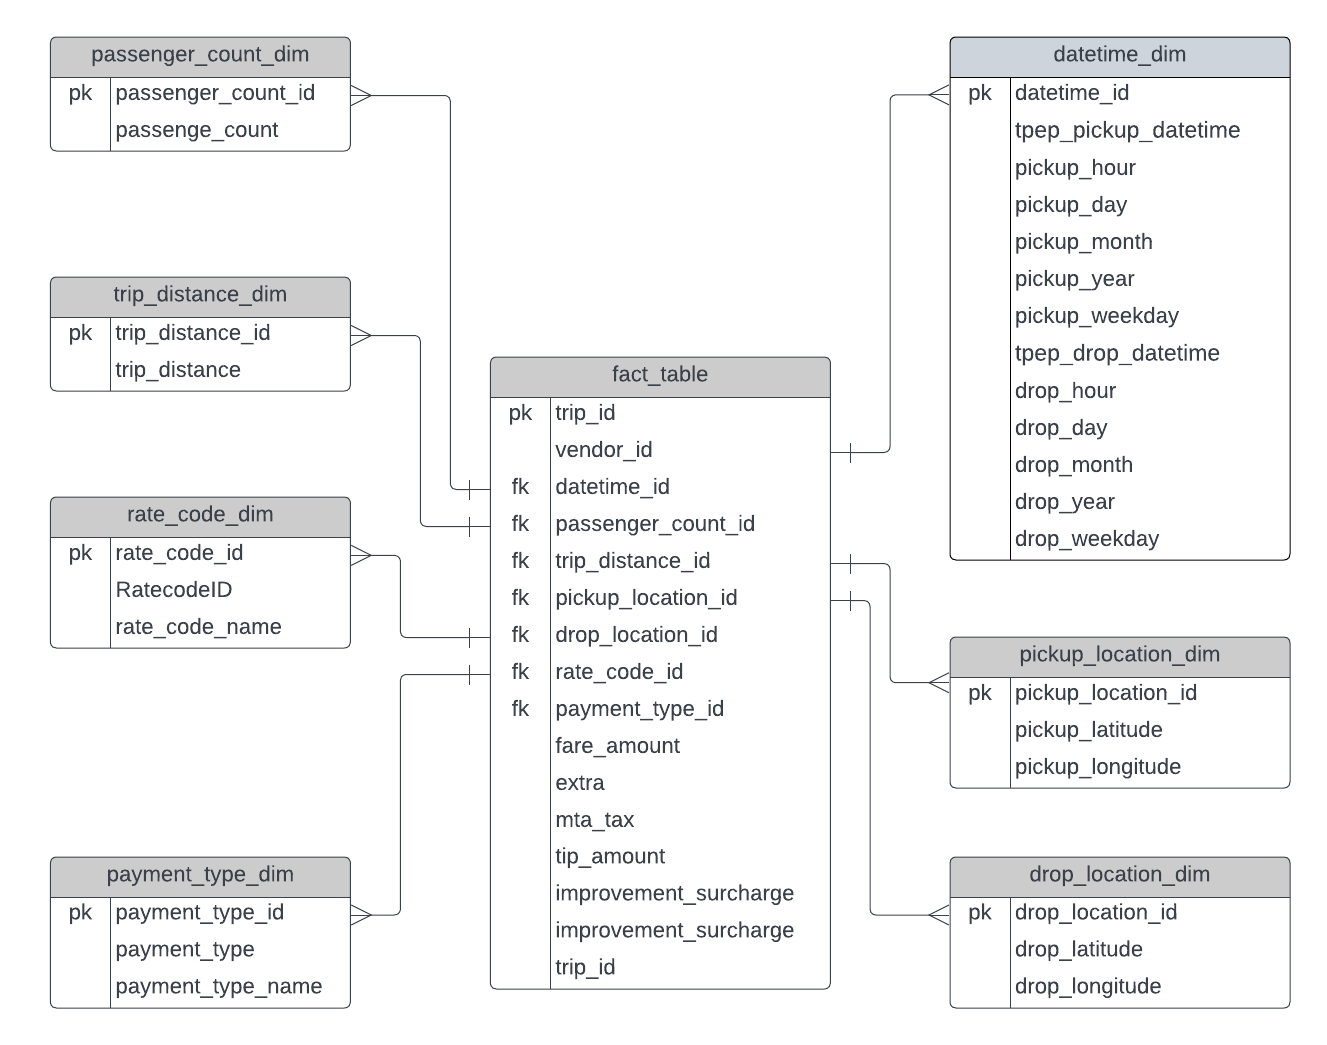 passenger_count_dim
pk passenger_count_id
passenge_count
trip_distance_dim
pk trip_distance_id
trip_distance
rate_code_dim
pk rate_code_id
RatecodeID
rate_code_name
payment_type_dim
pk payment_type_id
payment_type
payment_type_name
fact_table
pk trip_id
vendor_id
fk datetime_id
fk passenger_count_id
fk trip_distance_id
fk pickup_location_id
fk drop_location_id
fk rate_code_id
fk payment_type_id
fare_amount
extra
mta_tax
tip_amount
improvement_surcharge
improvement_surcharge
trip_id
datetime_dim
pk datetime_id
tpep_pickup_datetime
pickup_hour
pickup_day
pickup_month
pickup_year
pickup_weekday
tpep_drop_datetime
drop_hour
drop_day
drop_month
drop_year
drop_weekday
pickup_location_dim
pk pickup_location_id
pickup_latitude
pickup_longitude
drop_location_dim
pk drop_location_id
drop_latitude
drop_longitude